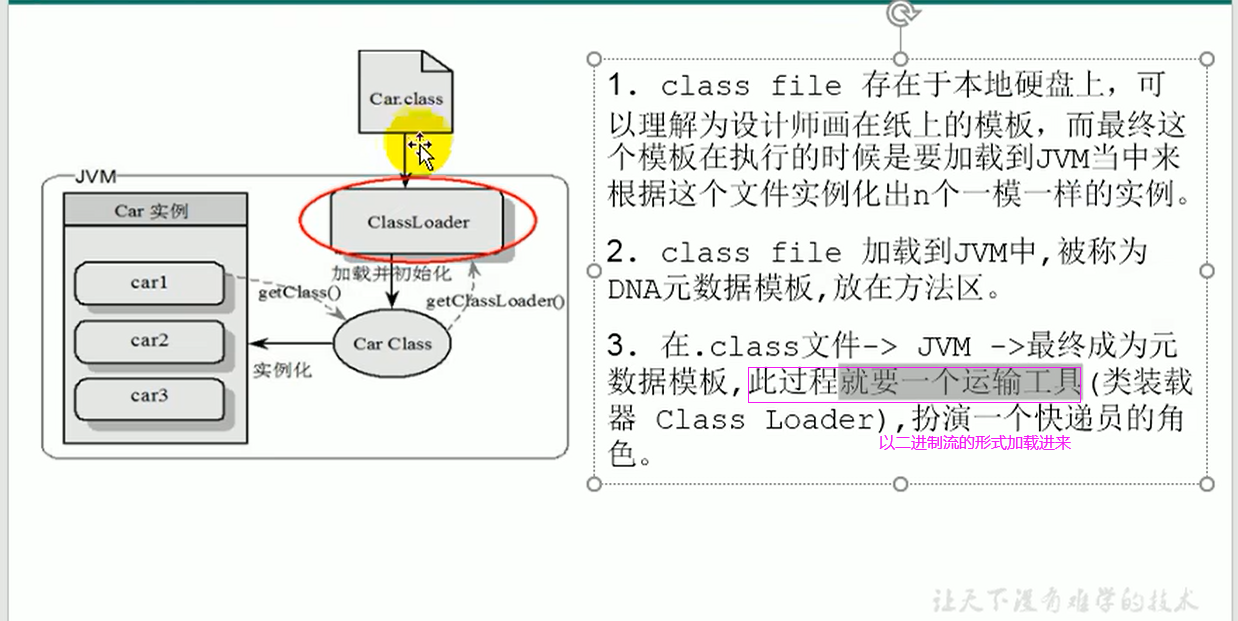 Car.class
JVM
Car 实例
ClassLoader
加载并初始化
car1
getClass()
getClassLoader()
car2
Car Class
实例化
car3
1. class file 存在于本地硬盘上，可
以理解为设计师画在纸上的模板，而最终这
个模板在执行的时候是要加载到JVM当中来
根据这个文件实例化出n个一模一样的实例。
2. class file 加载到JVM中,被称为
DNA元数据模板,放在方法区。
3. 在.class文件-> JVM ->最终成为元
数据模板,此过程就要一个运输工具(类装载
器 Class Loader),扮演一个快递员的角
色。
以二进制流的形式加载进来
让天下没有难学的技术